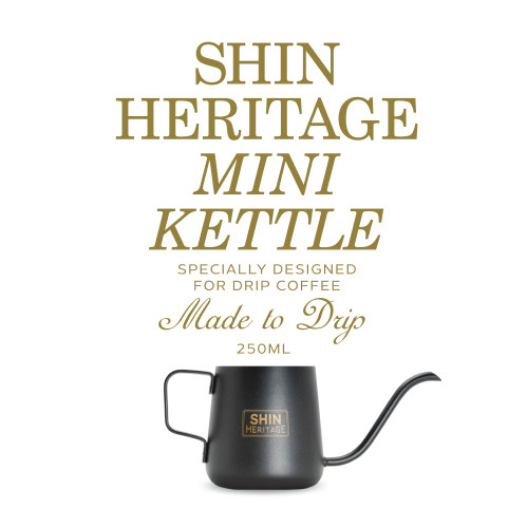 SHIN
HERITAGE
MINI
KETTLE
SPECIALLY DESIGNED
FOR DRIP COFFEE
Made to Drip
250ML
SHIN
HERITAGE